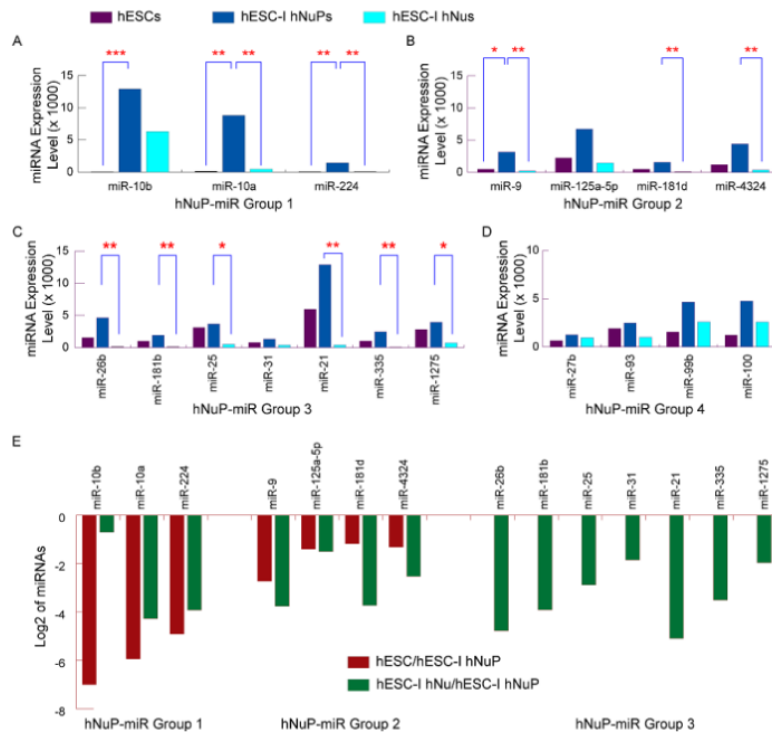 hESCs hESC-I hNuPs hESC-I hNus
A
*** ** ** ** **
15
10
5
0
miRNA Expression
Level (x 1000)
miR-10b miR-10a miR-224
hNuP-miR Group 1
B
* ** ** **
15
10
5
0
miRNA Expression
Level (x 1000)
miR-9 miR-125a-5p miR-181d miR-4324
hNuP-miR Group 2
C
** ** * ** ** *
15
10
5
0
miRNA Expression
Level (x 1000)
miR-26b
miR-181b
miR-25
miR-31
miR-21
miR-335
miR-1275
hNuP-miR Group 3
D
10
5
0
miRNA Expression
Level (x 1000)
miR-27b
miR-93
miR-99b
miR-100
hNuP-miR Group 4
E
miR-10b
miR-10a
miR-224
miR-9
miR-125a-5p
miR-181d
miR-4324
miR-26b
miR-181b
miR-25
miR-31
miR-21
miR-335
miR-1275
0
-2
-4
-6
-8
Log2 of miRNAs
hESC/hESC-I hNuP
hESC-I hNu/hESC-I hNuP
hNuP-miR Group 1 hNuP-miR Group 2 hNuP-miR Group 3